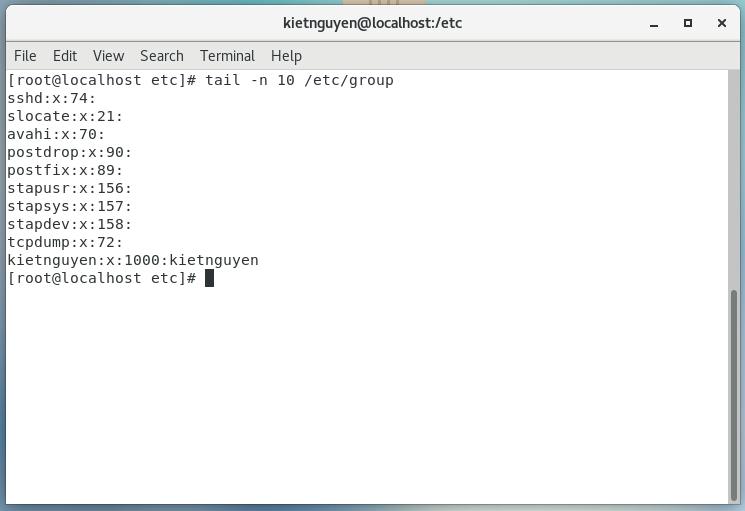 kietnguyen@localhost:/etc
File Edit View Search Terminal Help
[root@localhost etc]# tail -n 10 /etc/group
sshd:x:74:
slocate:x:21:
avahi:x:70:
postdrop:x:90:
postfix:x:89:
stapusr:x:156:
stapsys:x:157:
stapdev:x:158:
tcpdump:x:72:
kietnguyen:x:1000:kietnguyen
[root@localhost etc]#